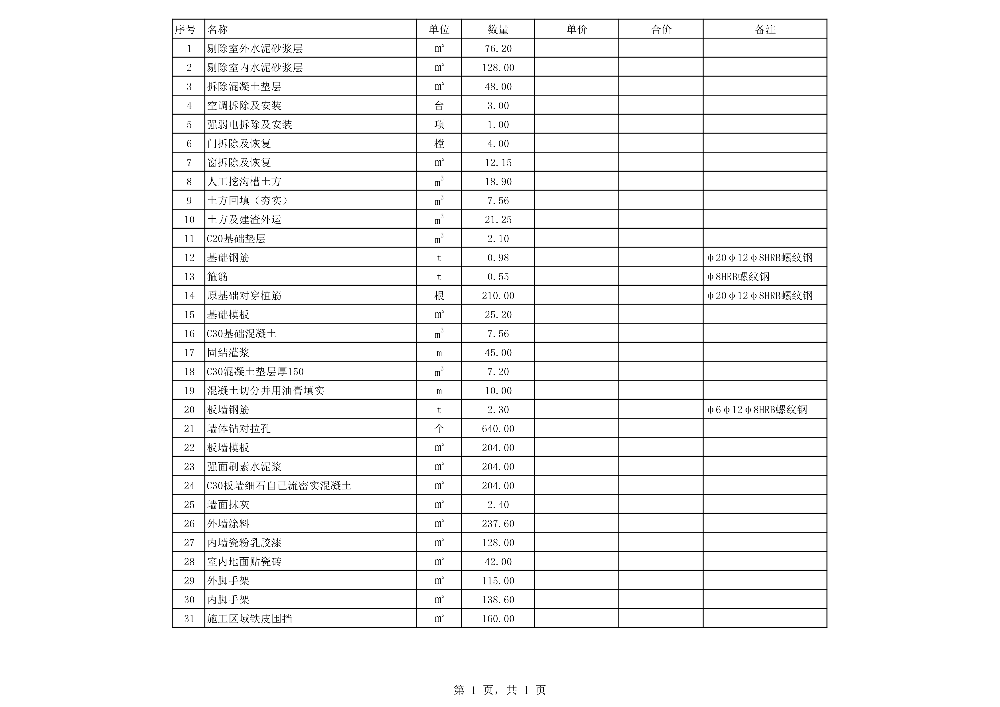 序号 名称 单位 数量 单价 合价 备注
1 剔除室外水泥砂浆层 m² 76.20
2 剔除室内水泥砂浆层 m² 128.00
3 拆除混凝土垫层 m² 48.00
4 空调拆除及安装 台 3.00
5 强弱电拆除及安装 项 1.00
6 门拆除及恢复 樘 4.00
7 窗拆除及恢复 m² 12.15
8 人工挖沟槽土方 m³ 18.90
9 土方回填（夯实） m³ 7.56
10 土方及建渣外运 m³ 21.25
11 C20基础垫层 m³ 2.10
12 基础钢筋 t 0.98 φ20φ12φ8HRB螺纹钢
13 箍筋 t 0.55 φ8HRB螺纹钢
14 原基础对穿植筋 根 210.00 φ20φ12φ8HRB螺纹钢
15 基础模板 m² 25.20
16 C30基础混凝土 m³ 7.56
17 固结灌浆 m 45.00
18 C30混凝土垫层厚150 m³ 7.20
19 混凝土切分并用油膏填实 m 10.00
20 板墙钢筋 t 2.30 φ6φ12φ8HRB螺纹钢
21 墙体钻对拉孔 个 640.00
22 板墙模板 m² 204.00
23 强面刷素水泥浆 m² 204.00
24 C30板墙细石自己流密实混凝土 m² 204.00
25 墙面抹灰 m² 2.40
26 外墙涂料 m² 237.60
27 内墙瓷粉乳胶漆 m² 128.00
28 室内地面贴瓷砖 m² 42.00
29 外脚手架 m² 115.00
30 内脚手架 m² 138.60
31 施工区域铁皮围挡 m² 160.00
第 1 页，共 1 页